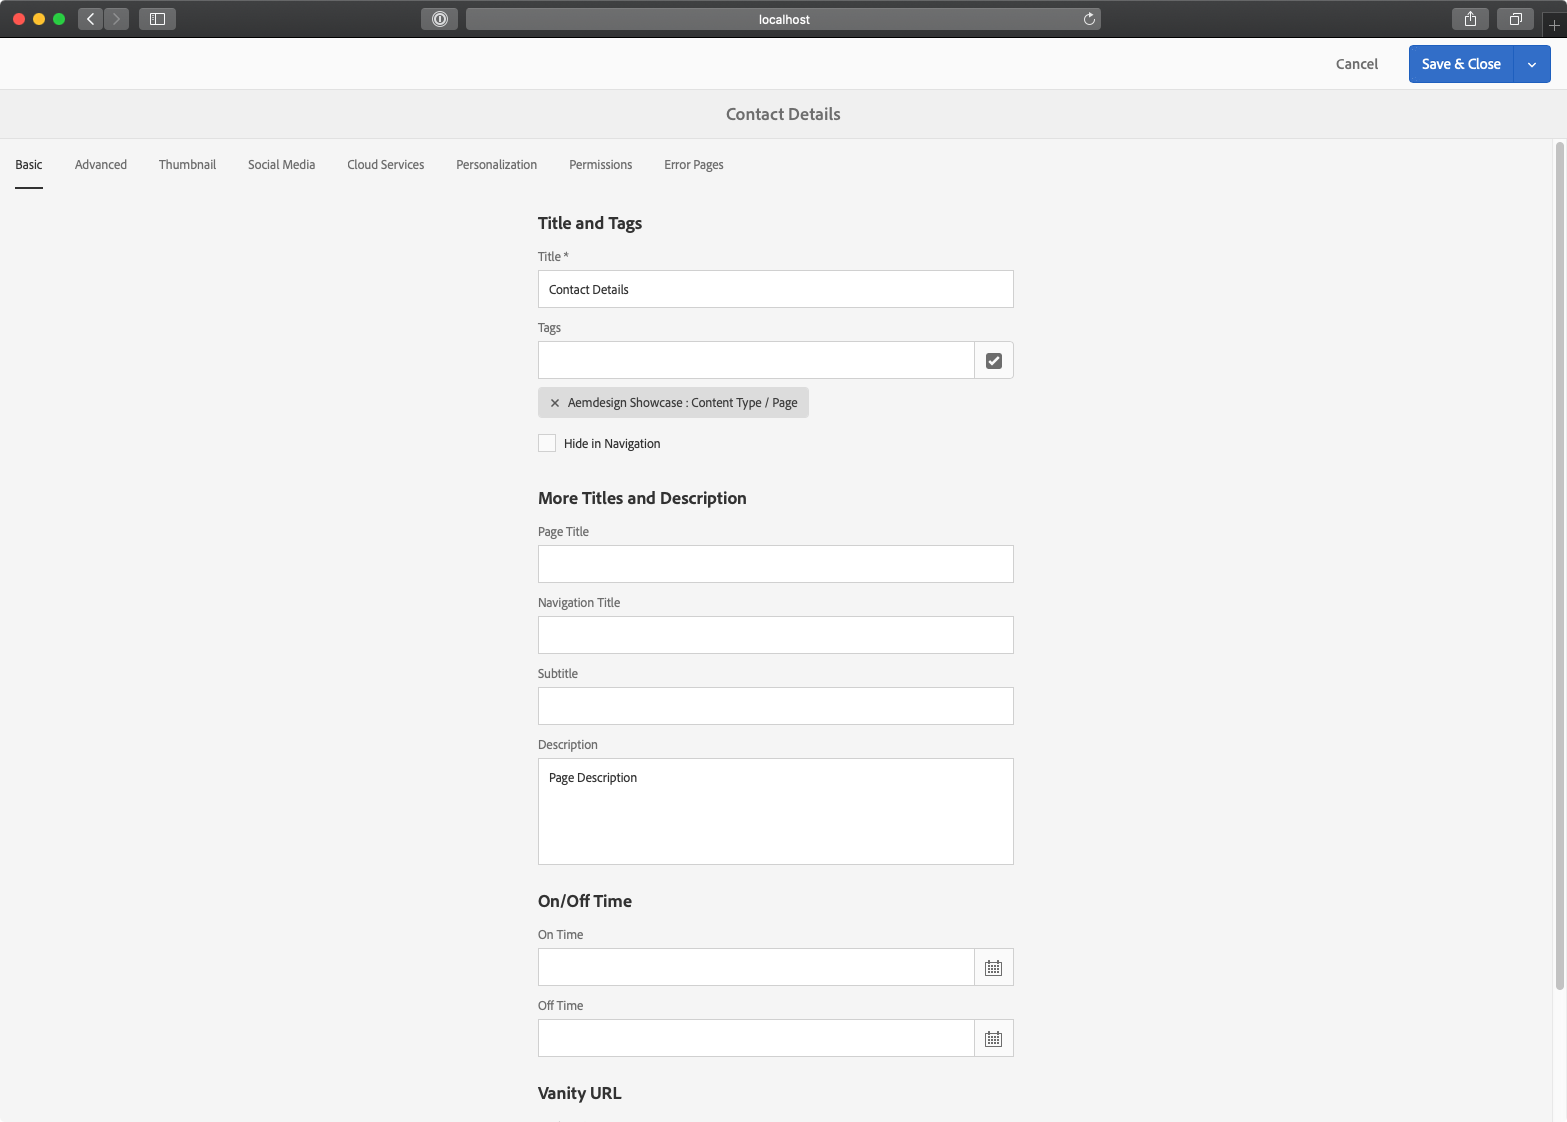 localhost
Cancel
Save & Close
Contact Details
Basic
Advanced
Thumbnail
Social Media
Cloud Services
Personalization
Permissions
Error Pages
Title and Tags
Title *
Contact Details
Tags
Aemdesign Showcase : Content Type / Page
Hide in Navigation
More Titles and Description
Page Title
Navigation Title
Subtitle
Description
Page Description
On/Off Time
On Time
Off Time
Vanity URL